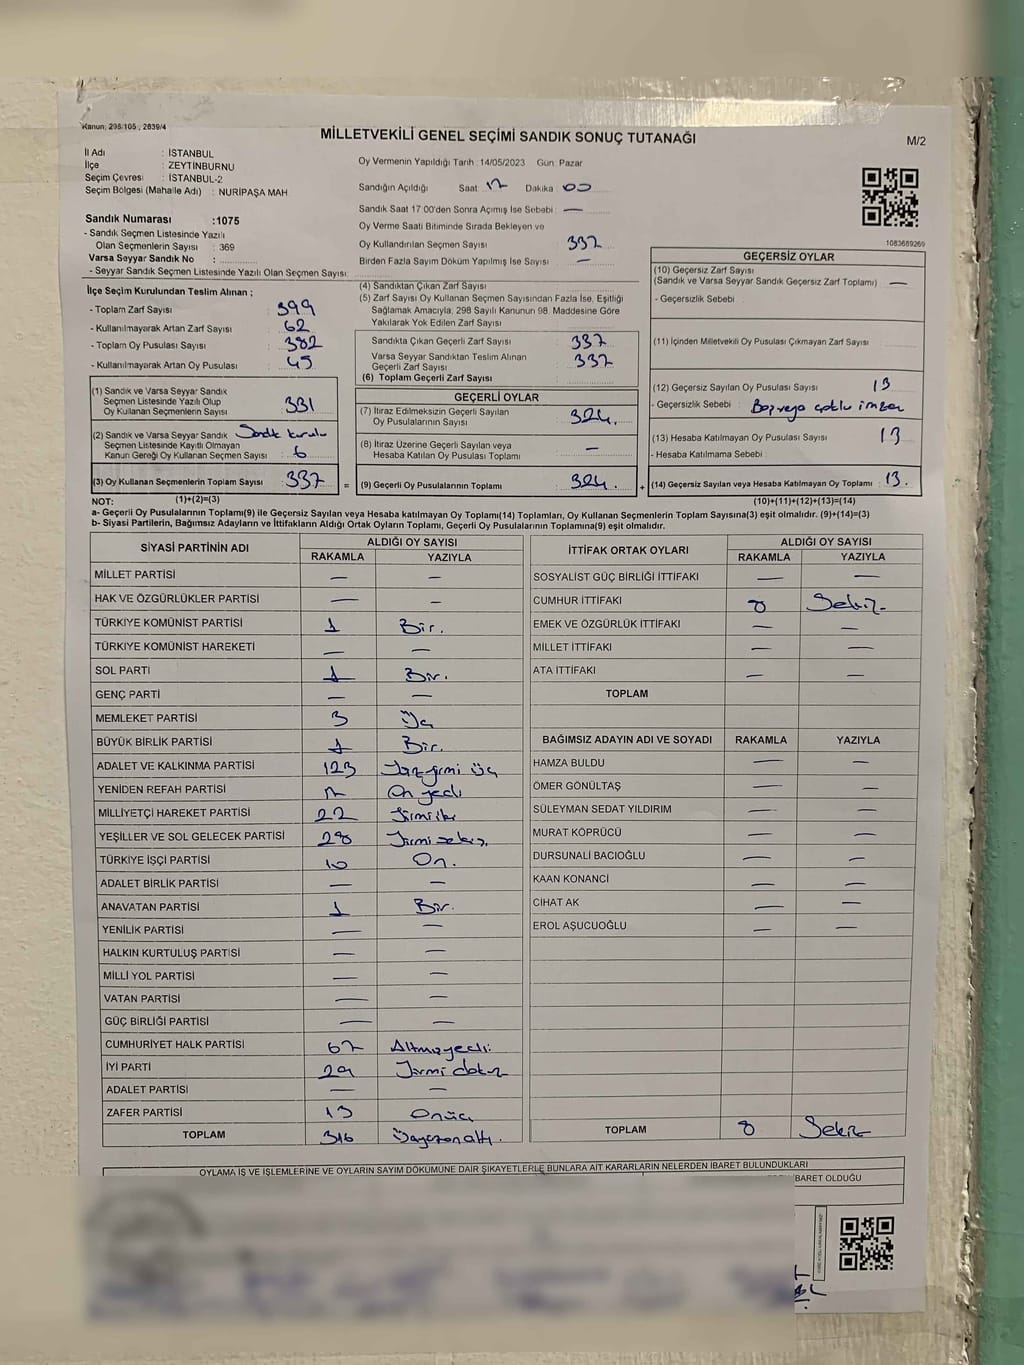 Kanun; 298/105 , 2839/4
MİLLETVEKİLİ GENEL SEÇİMİ SANDIK SONUÇ TUTANAĞI
M/2
İl Adı : İSTANBUL
İlçe : ZEYTİNBURNU
Seçim Çevresi : İSTANBUL-2
Seçim Bölgesi (Mahalle Adı) : NURİPAŞA MAH
Sandık Numarası :1075
- Sandık Seçmen Listesinde Yazılı
Olan Seçmenlerin Sayısı : 369
Varsa Seyyar Sandık No :
- Seyyar Sandık Seçmen Listesinde Yazılı Olan Seçmen Sayısı:
Oy Vermenin Yapıldığı Tarih :14/05/2023 Gün: Pazar
Sandığın Açıldığı Saat 17 Dakika 00
Sandık Saat 17:00'den Sonra Açımış İse Sebebi : —
Oy Verme Saati Bitiminde Sırada Bekleyen ve
Oy Kullandırılan Seçmen Sayısı 337
Birden Fazla Sayım Döküm Yapılmış İse Sayısı : —
1083669269
İlçe Seçim Kurulundan Teslim Alınan ;
- Toplam Zarf Sayısı : 399
- Kullanılmayarak Artan Zarf Sayısı : 62
- Toplam Oy Pusulası Sayısı : 382
- Kullanılmayarak Artan Oy Pusulası : 45
(1) Sandık ve Varsa Seyyar Sandık
Seçmen Listesinde Yazılı Olup
Oy Kullanan Seçmenlerin Sayısı : 331
(2) Sandık ve Varsa Seyyar Sandık Sandık kurulu
Seçmen Listesinde Kayıtlı Olmayan
Kanun Gereği Oy Kullanan Seçmen Sayısı : 6
(3) Oy Kullanan Seçmenlerin Toplam Sayısı : 337
(4) Sandıktan Çıkan Zarf Sayısı
(5) Zarf Sayısı Oy Kullanan Seçmen Sayısından Fazla İse, Eşitliği
Sağlamak Amacıyla, 298 Sayılı Kanunun 98. Maddesine Göre
Yakılarak Yok Edilen Zarf Sayısı
Sandıkta Çıkan Geçerli Zarf Sayısı : 337
Varsa Seyyar Sandıktan Teslim Alınan
Geçerli Zarf Sayısı 337
(6) Toplam Geçerli Zarf Sayısı
GEÇERLİ OYLAR
(7) İtiraz Edilmeksizin Geçerli Sayılan
Oy Pusulalarının Sayısı 324.
(8) İtiraz Üzerine Geçerli Sayılan veya
Hesaba Katılan Oy Pusulası Toplamı —
= (9) Geçerli Oy Pusulalarının Toplamı : 324.
GEÇERSİZ OYLAR
(10) Geçersiz Zarf Sayısı
(Sandık ve Varsa Seyyar Sandık Geçersiz Zarf Toplamı) —
- Geçersizlik Sebebi
(11) İçinden Milletvekili Oy Pusulası Çıkmayan Zarf Sayısı
(12) Geçersiz Sayılan Oy Pusulası Sayısı : 13
- Geçersizlik Sebebi : Boş veya çoklu
(13) Hesaba Katılmayan Oy Pusulası Sayısı : 13
- Hesaba Katılmama Sebebi
+ (14) Geçersiz Sayılan veya Hesaba Katılmayan Oy Toplamı : 13.
NOT: (1)+(2)=(3)
(10)+(11)+(12)+(13)=(14)
a- Geçerli Oy Pusulalarının Toplamı(9) ile Geçersiz Sayılan veya Hesaba katılmayan Oy Toplamı(14) Toplamları, Oy Kullanan Seçmenlerin Toplam Sayısına(3) eşit olmalıdır. (9)+(14)=(3)
b- Siyasi Partilerin, Bağımsız Adayların ve İttifakların Aldığı Ortak Oyların Toplamı, Geçerli Oy Pusulalarının Toplamına(9) eşit olmalıdır.
SİYASİ PARTİNİN ADI ALDIĞI OY SAYISI
RAKAMLA YAZIYLA
MİLLET PARTİSİ — —
HAK VE ÖZGÜRLÜKLER PARTİSİ — —
TÜRKİYE KOMÜNİST PARTİSİ 1 Bir.
TÜRKİYE KOMÜNİST HAREKETİ — —
SOL PARTİ 1 Bir.
GENÇ PARTİ — —
MEMLEKET PARTİSİ 3 Üç
BÜYÜK BİRLİK PARTİSİ 1 Bir.
ADALET VE KALKINMA PARTİSİ 123 Yüzyirmi üç
YENİDEN REFAH PARTİSİ 17 On yedi
MİLLİYETÇİ HAREKET PARTİSİ 22 Yirmi iki
YEŞİLLER VE SOL GELECEK PARTİSİ 28 Yirmi sekiz.
TÜRKİYE İŞÇİ PARTİSİ 10 On.
ADALET BİRLİK PARTİSİ — —
ANAVATAN PARTİSİ 1 Bir.
YENİLİK PARTİSİ — —
HALKIN KURTULUŞ PARTİSİ — —
MİLLİ YOL PARTİSİ — —
VATAN PARTİSİ — —
GÜÇ BİRLİĞİ PARTİSİ — —
CUMHURİYET HALK PARTİSİ 67 Altmışyedi.
İYİ PARTİ 29 Yirmi dokuz
ADALET PARTİSİ — —
ZAFER PARTİSİ 13 Onüç
TOPLAM 316 Üçyüzonaltı.
İTTİFAK ORTAK OYLARI ALDIĞI OY SAYISI
RAKAMLA YAZIYLA
SOSYALİST GÜÇ BİRLİĞİ İTTİFAKI — —
CUMHUR İTTİFAKI 8 Sekiz
EMEK VE ÖZGÜRLÜK İTTİFAKI — —
MİLLET İTTİFAKI — —
ATA İTTİFAKI — —
TOPLAM
BAĞIMSIZ ADAYIN ADI VE SOYADI RAKAMLA YAZIYLA
HAMZA BULDU — —
ÖMER GÖNÜLTAŞ — —
SÜLEYMAN SEDAT YILDIRIM — —
MURAT KÖPRÜCÜ — —
DURSUNALİ BACIOĞLU — —
KAAN KONANCİ — —
CİHAT AK — —
EROL AŞUCUOĞLU — —
TOPLAM 8 Sekiz
OYLAMA İŞ VE İŞLEMLERİNE VE OYLARIN SAYIM DÖKÜMÜNE DAİR ŞİKAYETLERLE BUNLARA AİT KARARLARIN NELERDEN İBARET BULUNDUKLARI
İBARET OLDUĞU